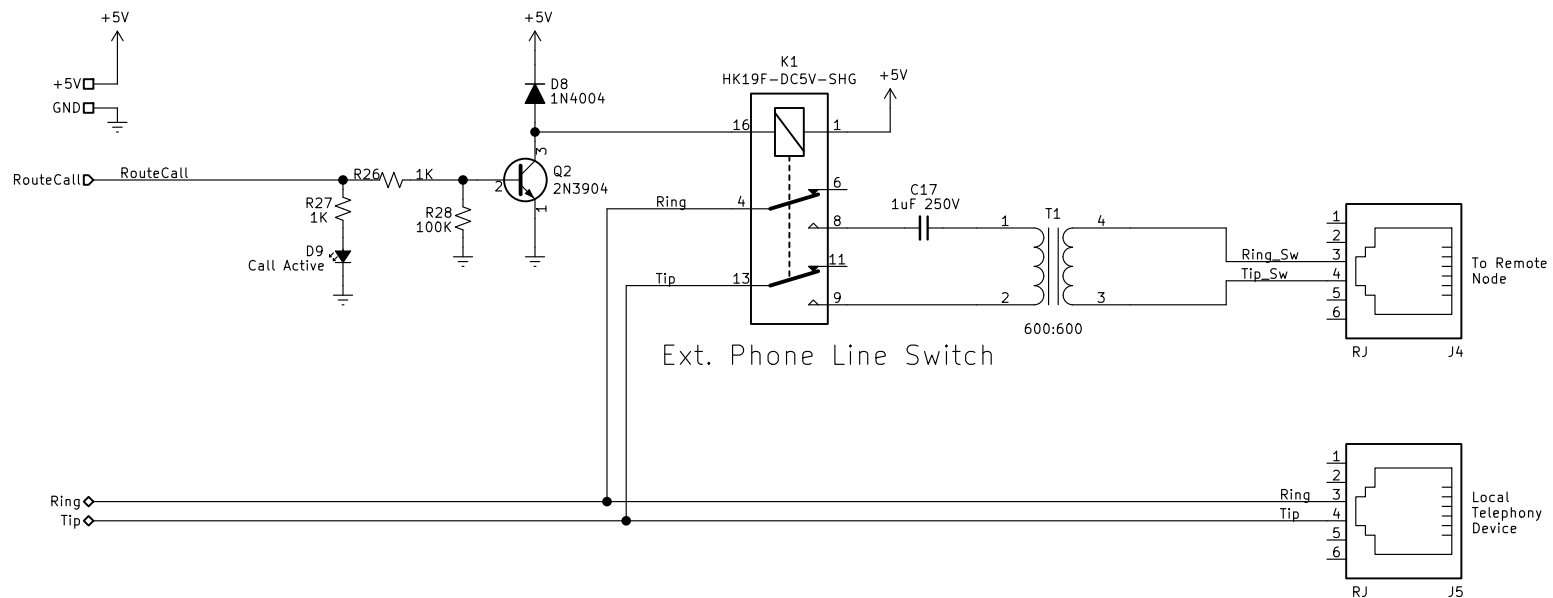 +5V
+5V
GND
RouteCall
RouteCall
R26
1K
R27
1K
D9
Call Active
R28
100K
+5V
D8
1N4004
3
2
1
Q2
2N3904
K1
HK19F-DC5V-SHG
+5V
16
1
Ring
4
6
8
11
Tip
13
9
C17
1uF 250V
1
T1
4
2
3
600:600
Ring_Sw
Tip_Sw
1
2
3
4
5
6
To Remote
Node
RJ
J4
Ext. Phone Line Switch
Ring
Tip
Ring
Tip
1
2
3
4
5
6
Local
Telephony
Device
RJ
J5